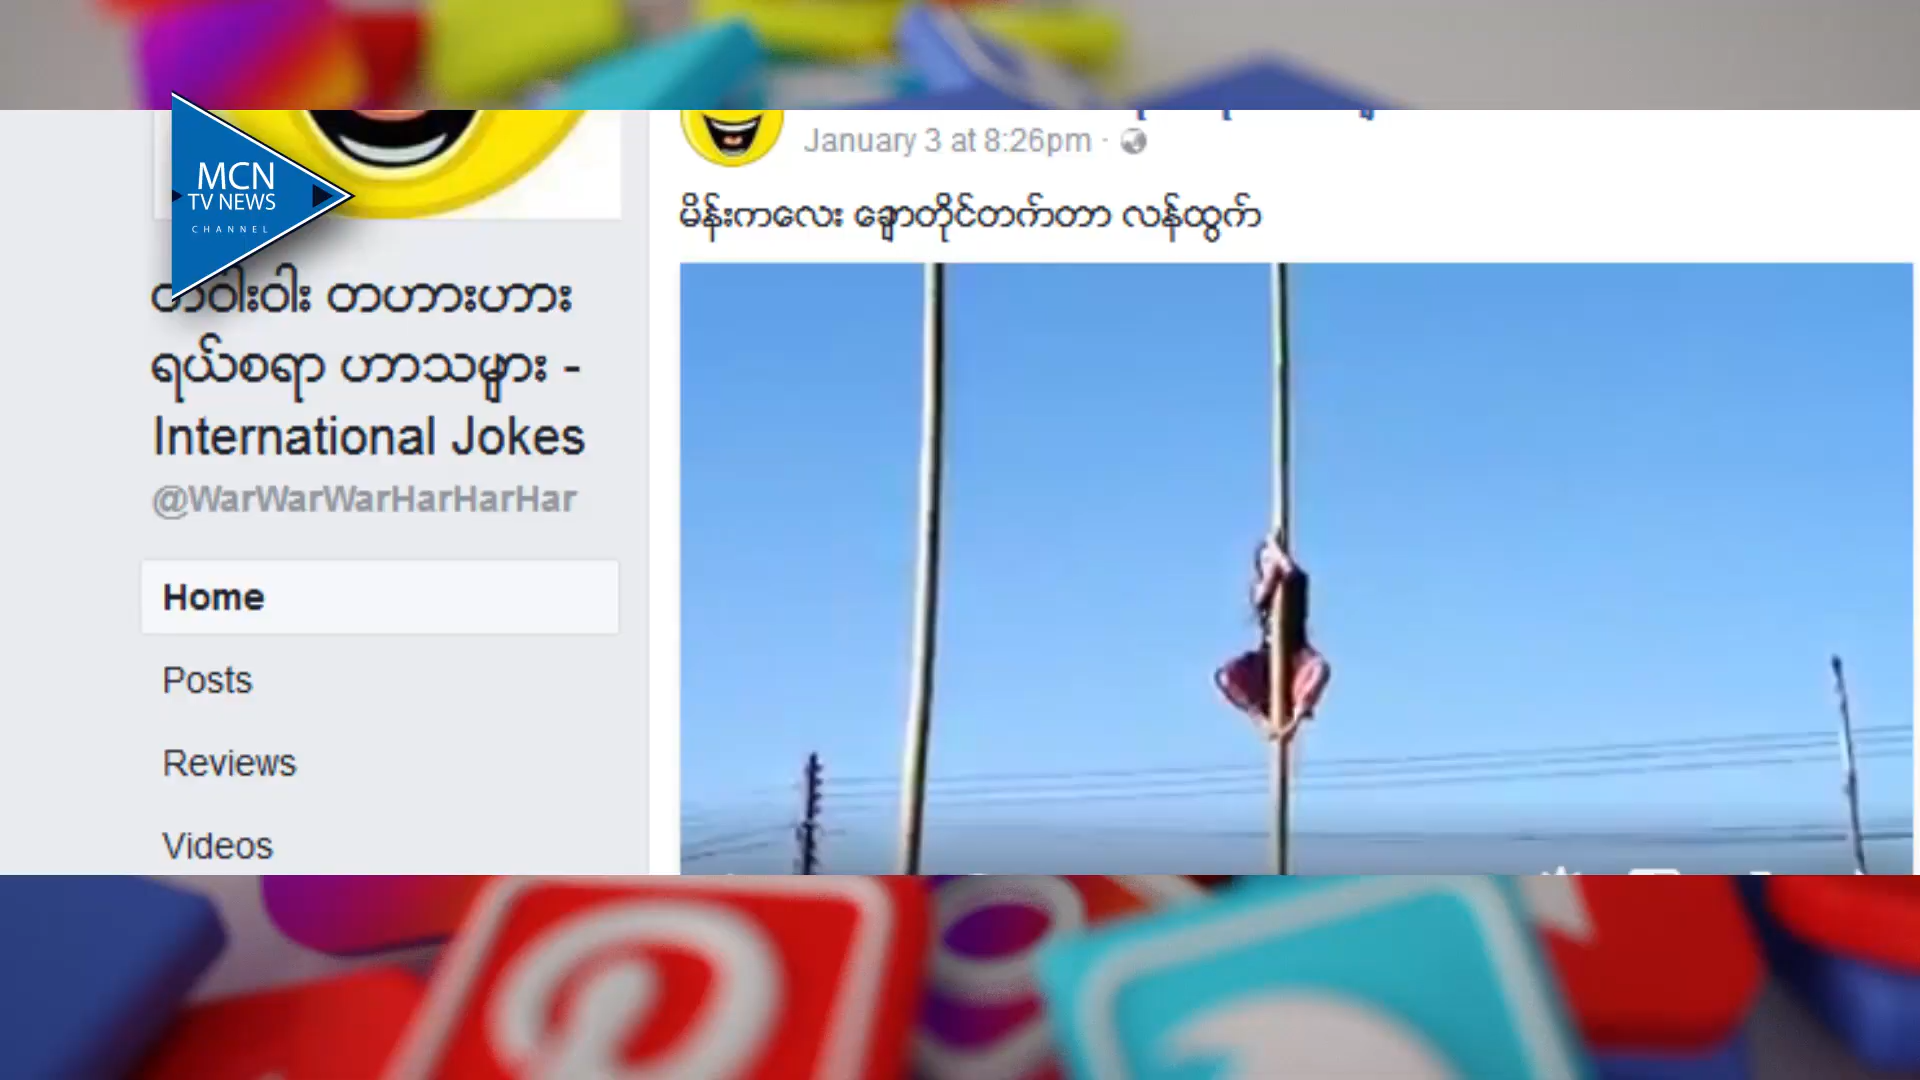 MCN
TV NEWS
CHANNEL
တဝါးဝါး တဟားဟား
ရယ်စရာ ဟာသများ -
International Jokes
@WarWarWarHarHarHar
Home
Posts
Reviews
Videos
January 3 at 8:26pm ·
မိန်းကလေး ချောတိုင်တက်တာ လန်ထွက်